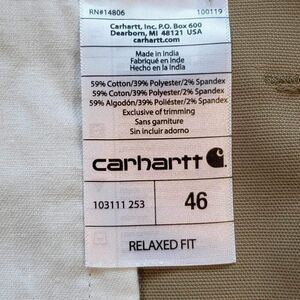 RN#14806 100119
Carhartt, Inc. P.O. Box 600
Dearborn, MI 48121 USA
carhartt.com
Made in India
Fabriqué en Inde
Hecho en la India
59% Cotton/39% Polyester/2% Spandex
59% Coton/39% Polyester/2% Spandex
59% Algodón/39% Poliéster/2% Spandex
Exclusive of trimming
Sans garniture
Sin incluir adorno
carhartt
103111 253
46
RELAXED FIT